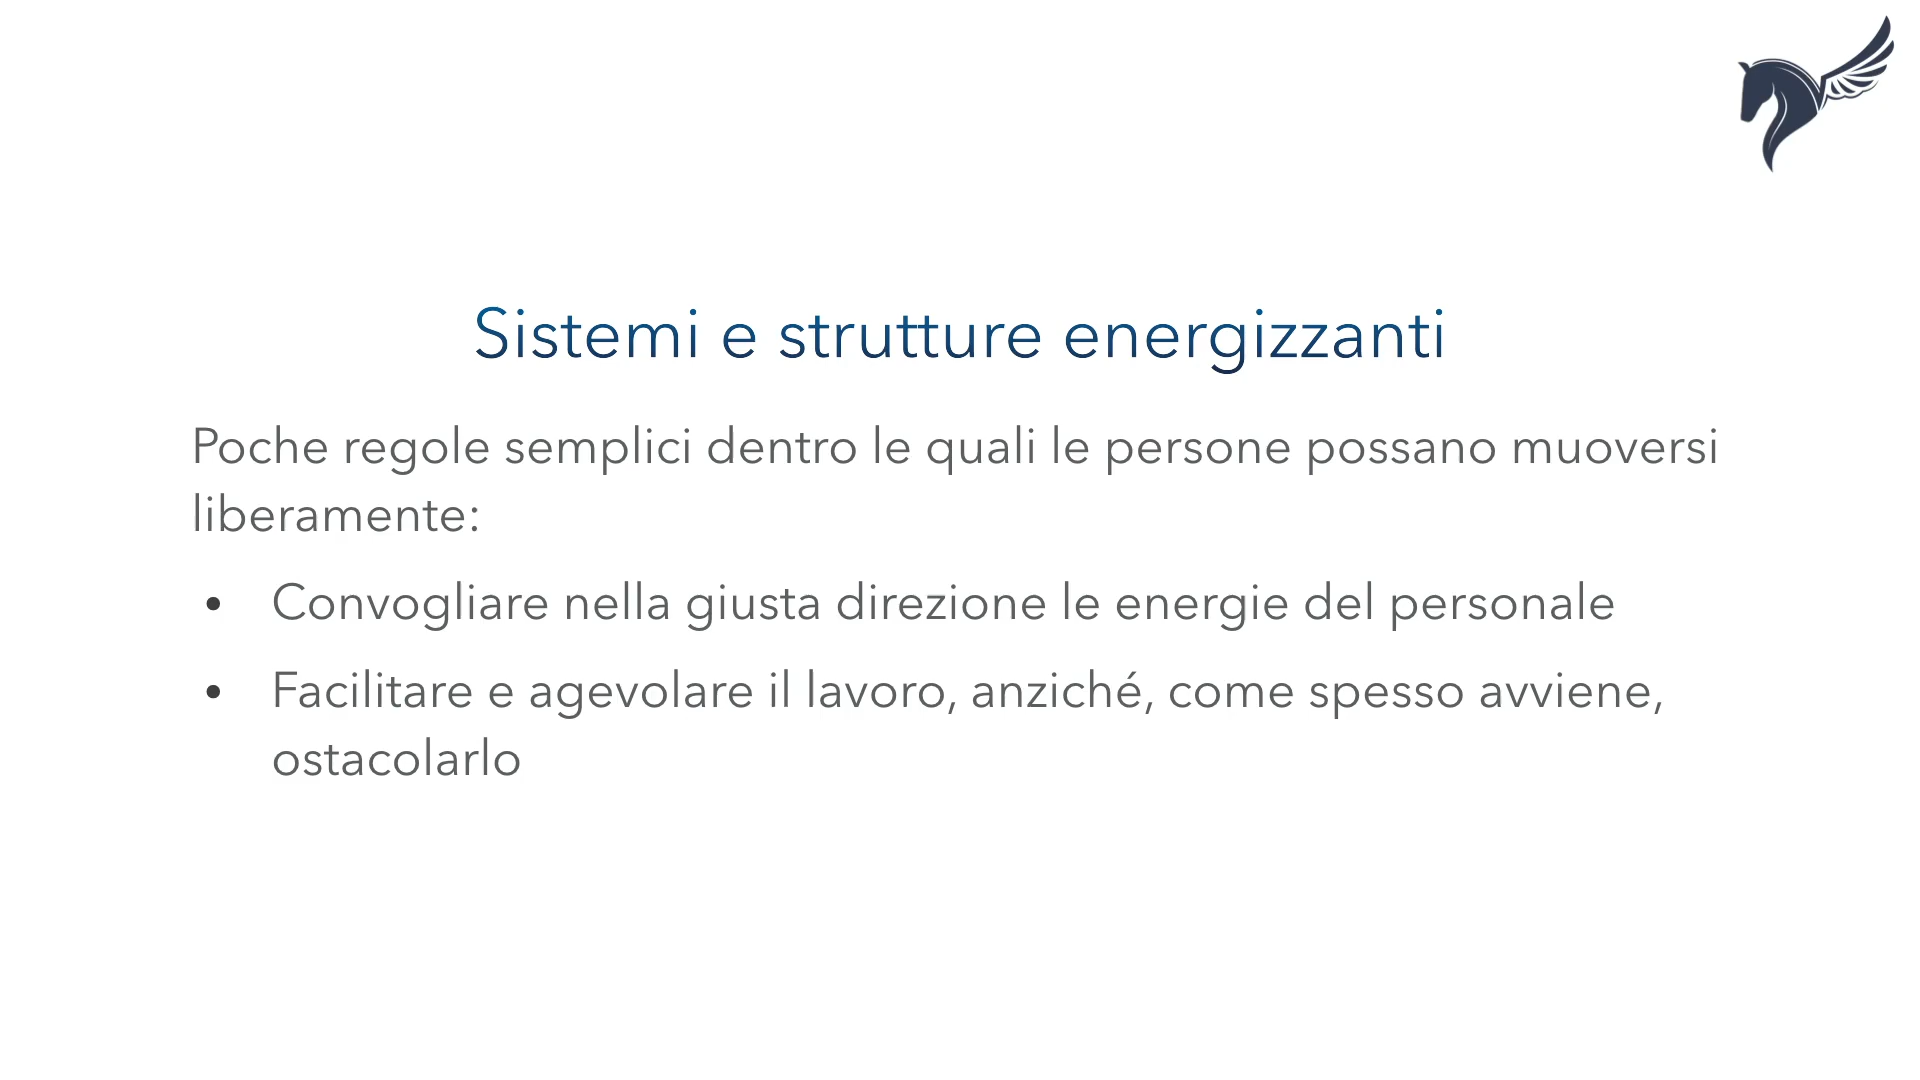 Sistemi e strutture energizzanti
Poche regole semplici dentro le quali le persone possano muoversi
liberamente:
• Convogliare nella giusta direzione le energie del personale
• Facilitare e agevolare il lavoro, anziché, come spesso avviene,
ostacolarlo